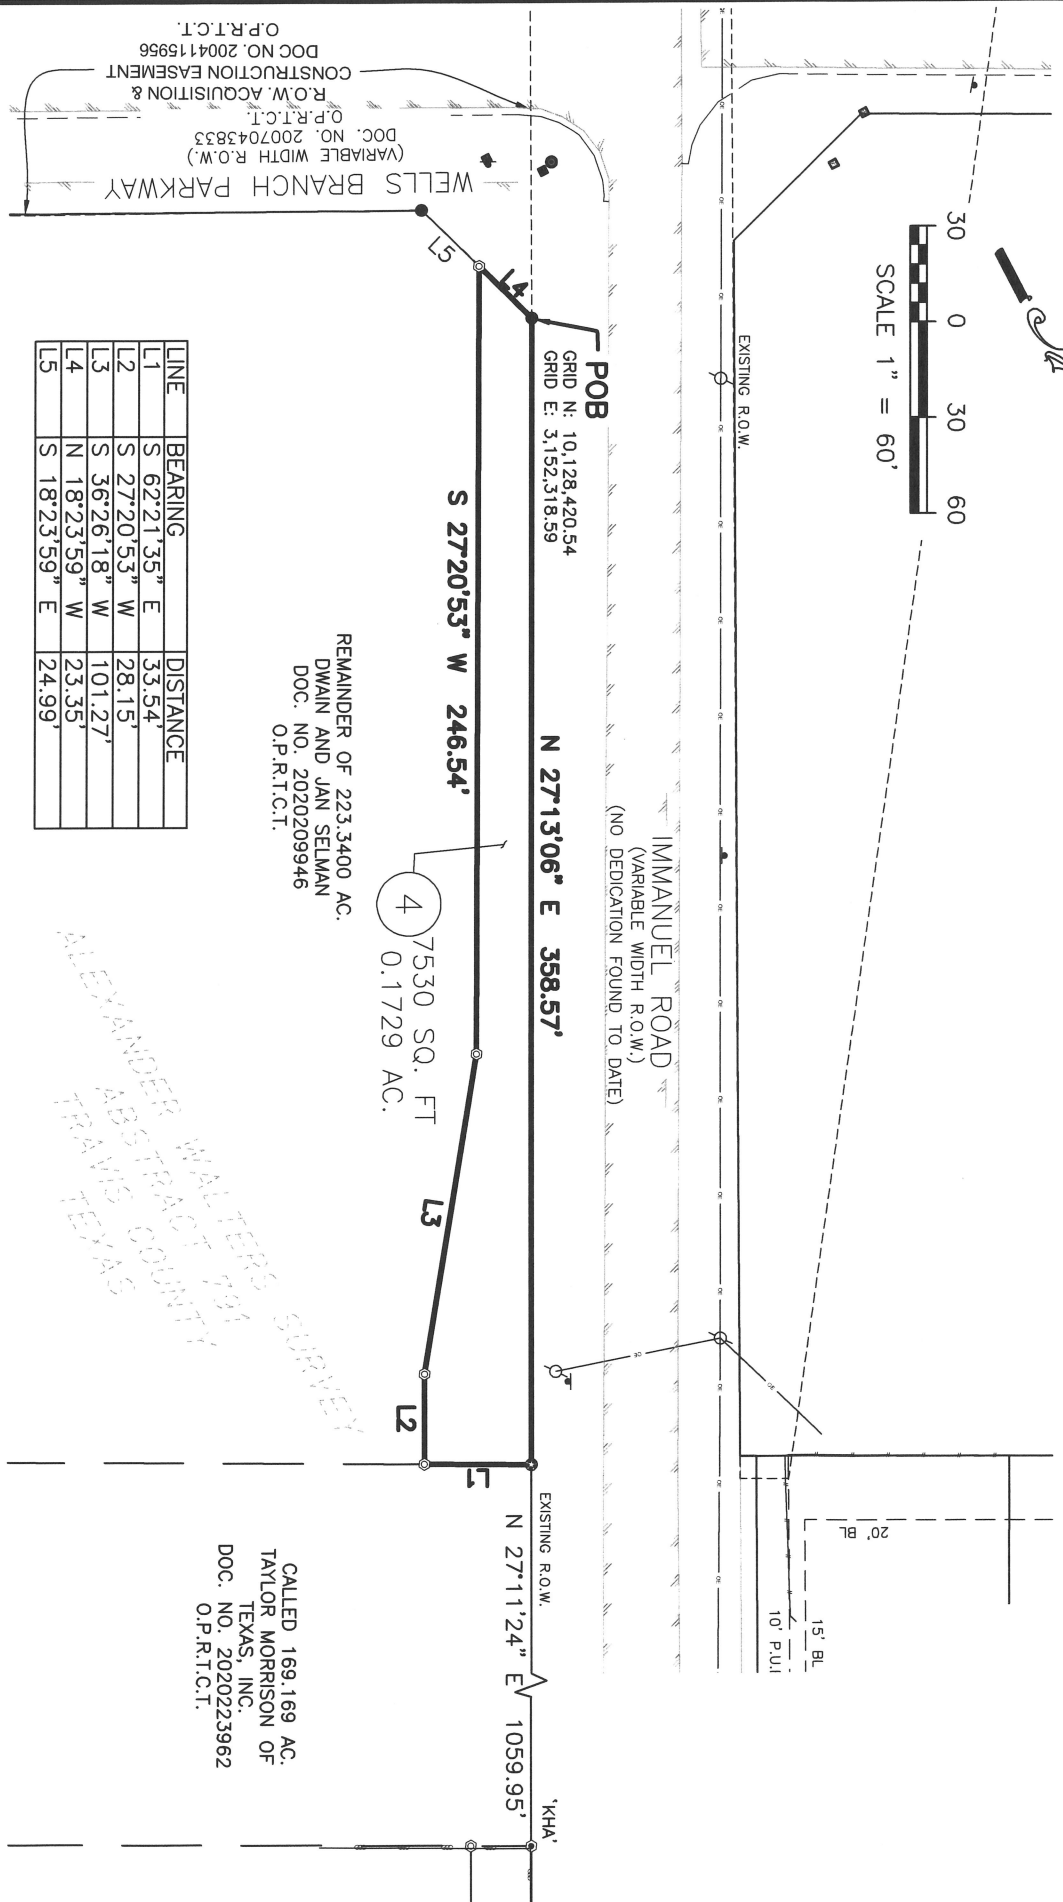 30 0 30 60
SCALE 1" = 60'
EXISTING R.O.W.
POB
GRID N: 10,128,420.54
GRID E: 3,152,318.59
IMMANUEL ROAD
(VARIABLE WIDTH R.O.W.)
(NO DEDICATION FOUND TO DATE)
N 27°13'06" E 358.57'
S 27°20'53" W 246.54'
L1
L2
L3
L4
L5
4
7530 SQ. FT
0.1729 AC.
REMAINDER OF 223.3400 AC.
DWAIN AND JAN SELMAN
DOC. NO. 2020209946
O.P.R.T.C.T.
EXISTING R.O.W.
N 27°11'24" E 1059.95'
'KHA'
CALLED 169.169 AC.
TAYLOR MORRISON OF
TEXAS, INC.
DOC. NO. 2020223962
O.P.R.T.C.T.
20' BL
15' BL
10' P.U.
WELLS BRANCH PARKWAY
(VARIABLE WIDTH R.O.W.)
DOC. NO. 2007043833
O.P.R.T.C.T.
R.O.W. ACQUISITION &
CONSTRUCTION EASEMENT
DOC NO. 2004115956
O.P.R.T.C.T.
ALEXANDER WALTERS SURVEY
ABSTRACT 791
TRAVIS COUNTY
TEXAS
LINE BEARING DISTANCE
L1 S 62°21'35" E 33.54'
L2 S 27°20'53" W 28.15'
L3 S 36°26'18" W 101.27'
L4 N 18°23'59" W 23.35'
L5 S 18°23'59" E 24.99'